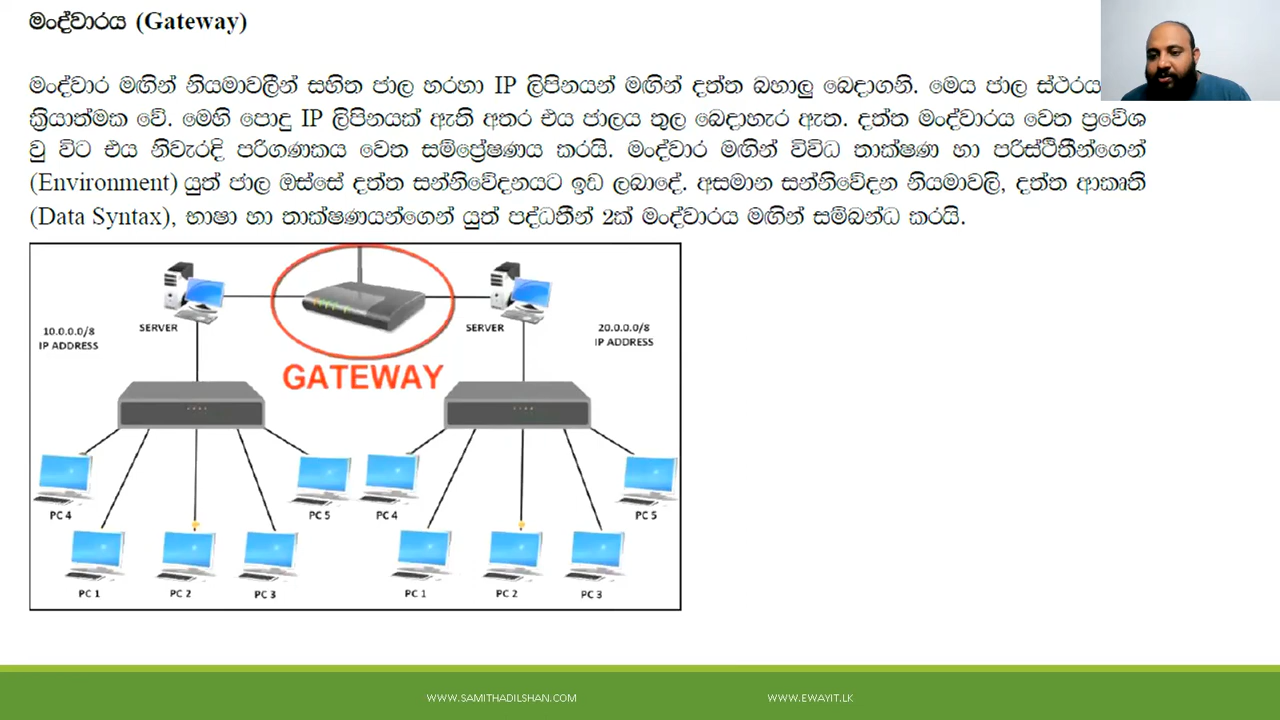 මංද්වාරය (Gateway)
මංද්වාර මඟින් නියමාවලීන් සහිත ජාල හරහා IP ලිපිනයන් මඟින් දත්ත බහාලු බෙදාගනී. මෙය ජාල ස්ථරය
ක්‍රියාත්මක වේ. මෙහි පොදු IP ලිපිනයක් ඇති අතර එය ජාලය තුල බෙදාහැර ඇත. දත්ත මංද්වාරය වෙත ප්‍රවේශ
වු විට එය නිවැරදි පරිගණකය වෙත සම්ප්‍රේෂණය කරයි. මංද්වාර මඟින් විවිධ තාක්ෂණ හා පරිස්ථිතීන්ගෙන්
(Environment) යුත් ජාල ඔස්සේ දත්ත සන්නිවේදනයට ඉඩ ලබාදේ. අසමාන සන්නිවේදන නියමාවලි, දත්ත ආකෘති
(Data Syntax), භාෂා හා තාක්ෂණයන්ගෙන් යුත් පද්ධතීන් 2ක් මංද්වාරය මඟින් සම්බන්ධ කරයි.
SERVER
SERVER
10.0.0.0/8
IP ADDRESS
20.0.0.0/8
IP ADDRESS
GATEWAY
PC 4
PC 5
PC 4
PC 5
PC 1
PC 2
PC 3
PC 1
PC 2
PC 3
WWW.SAMITHADILSHAN.COM
WWW.EWAYIT.LK